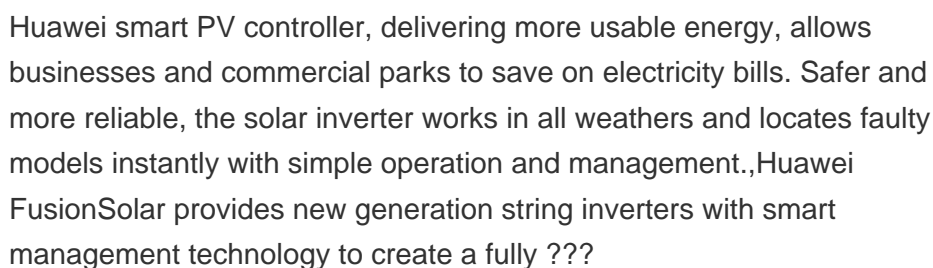 Huawei smart PV controller, delivering more usable energy, allows
businesses and commercial parks to save on electricity bills. Safer and
more reliable, the solar inverter works in all weathers and locates faulty
models instantly with simple operation and management.,Huawei
FusionSolar provides new generation string inverters with smart
management technology to create a fully ???